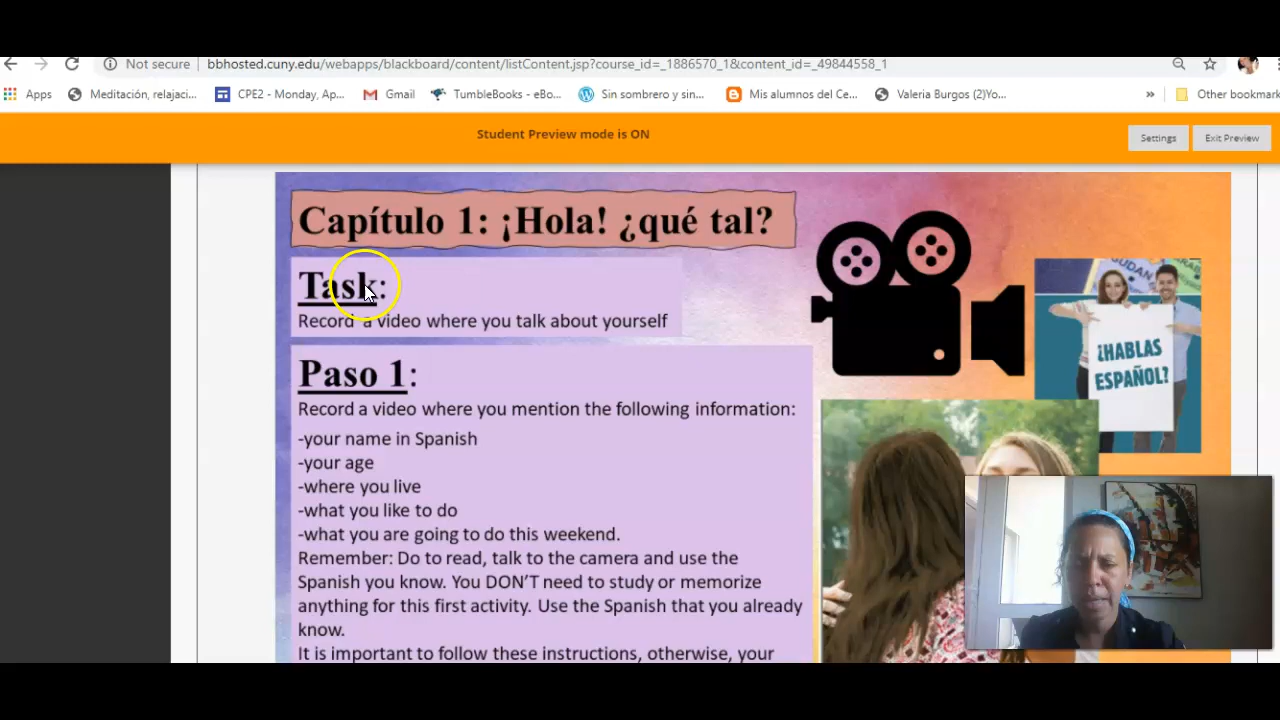 Not secure
bbhosted.cuny.edu/webapps/blackboard/content/listContent.jsp?course_id=_1886570_1&content_id=_49844558_1
Apps
Meditación, relajaci...
CPE2 - Monday, Ap...
Gmail
TumbleBooks - eBo...
Sin sombrero y sin...
Mis alumnos del Ce...
Valeria Burgos (2)Yo...
»
Other bookmark
Student Preview mode is ON
Settings
Exit Preview
Capítulo 1: ¡Hola! ¿qué tal?
Task:
Record a video where you talk about yourself
¿HABLAS
ESPAÑOL?
Paso 1:
Record a video where you mention the following information:
-your name in Spanish
-your age
-where you live
-what you like to do
-what you are going to do this weekend.
Remember: Do to read, talk to the camera and use the
Spanish you know. You DON'T need to study or memorize
anything for this first activity. Use the Spanish that you already
know.
It is important to follow these instructions, otherwise, your